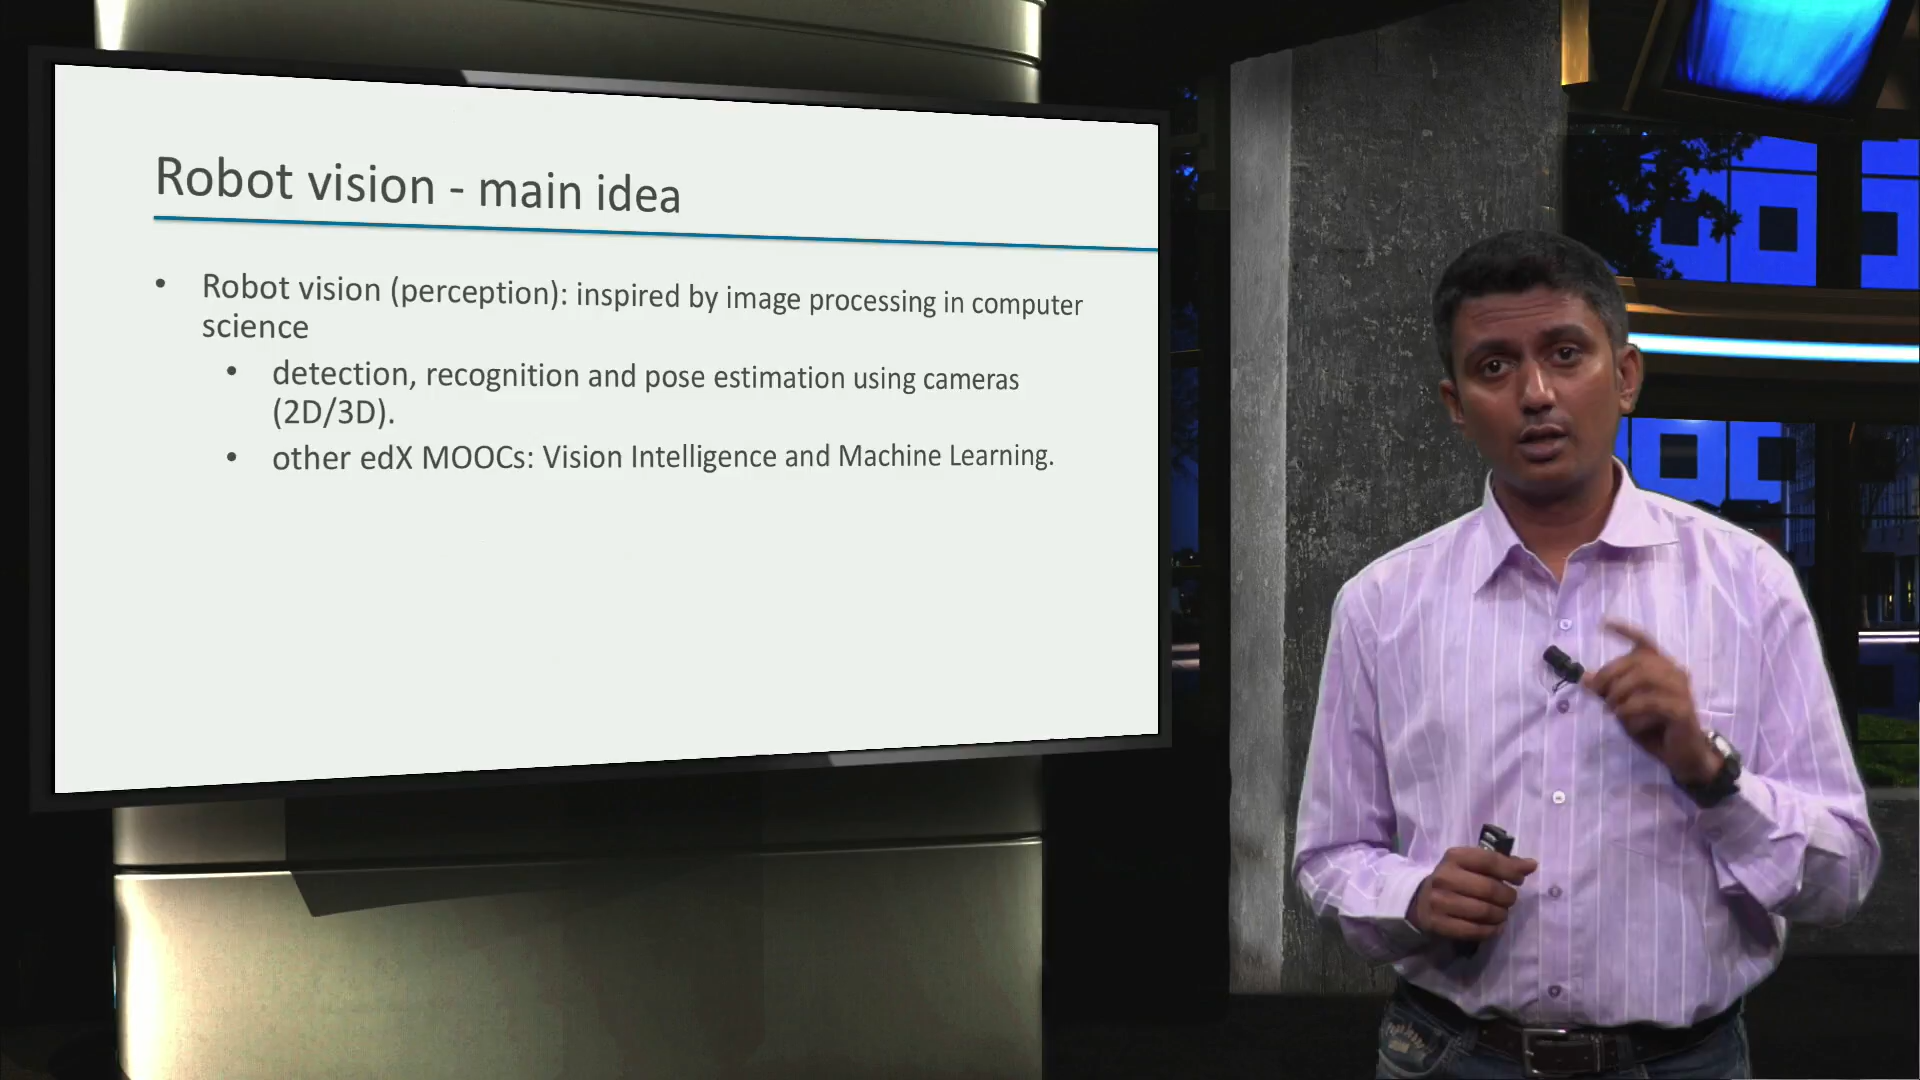 Robot vision - main idea
• Robot vision (perception): inspired by image processing in computer
science
• detection, recognition and pose estimation using cameras
(2D/3D).
• other edX MOOCs: Vision Intelligence and Machine Learning.